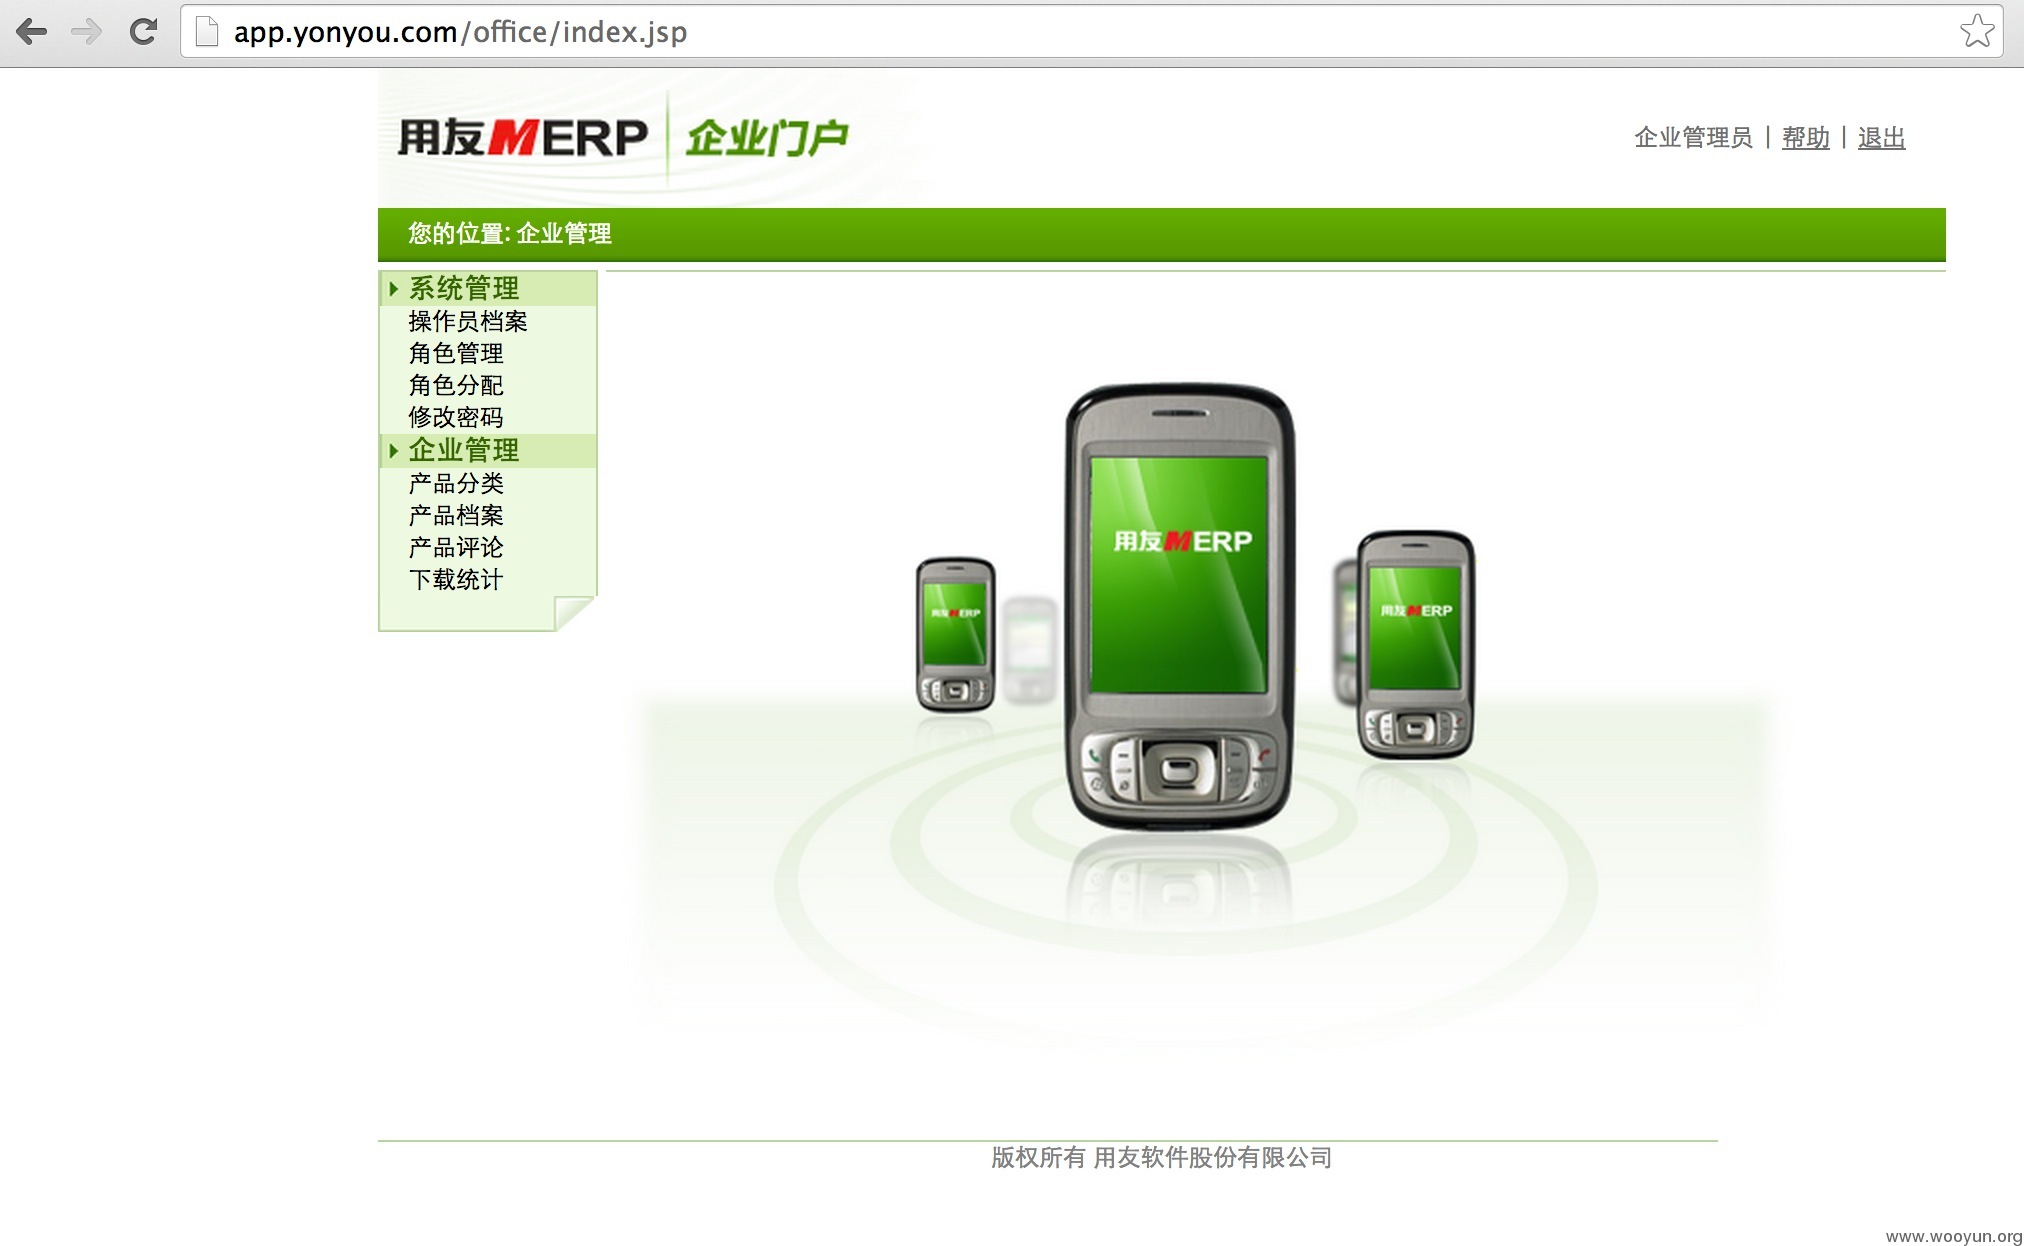 app.yonyou.com/office/index.jsp
用友MERP 企业门户
企业管理员 | 帮助 | 退出
您的位置: 企业管理
系统管理
操作员档案
角色管理
角色分配
修改密码
企业管理
产品分类
产品档案
产品评论
下载统计
用友MERP
用友MERP
用友MERP
版权所有 用友软件股份有限公司
www.wooyun.org